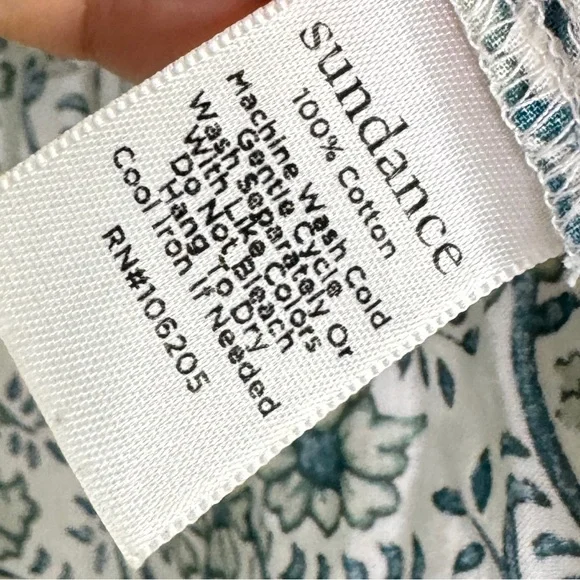 sundance
100% Cotton
Machine Wash Cold
Gentle Cycle
Wash Separately Or
With Like Colors
Do Not Bleach
Hang To Dry
Cool Iron If Needed
RN#106205